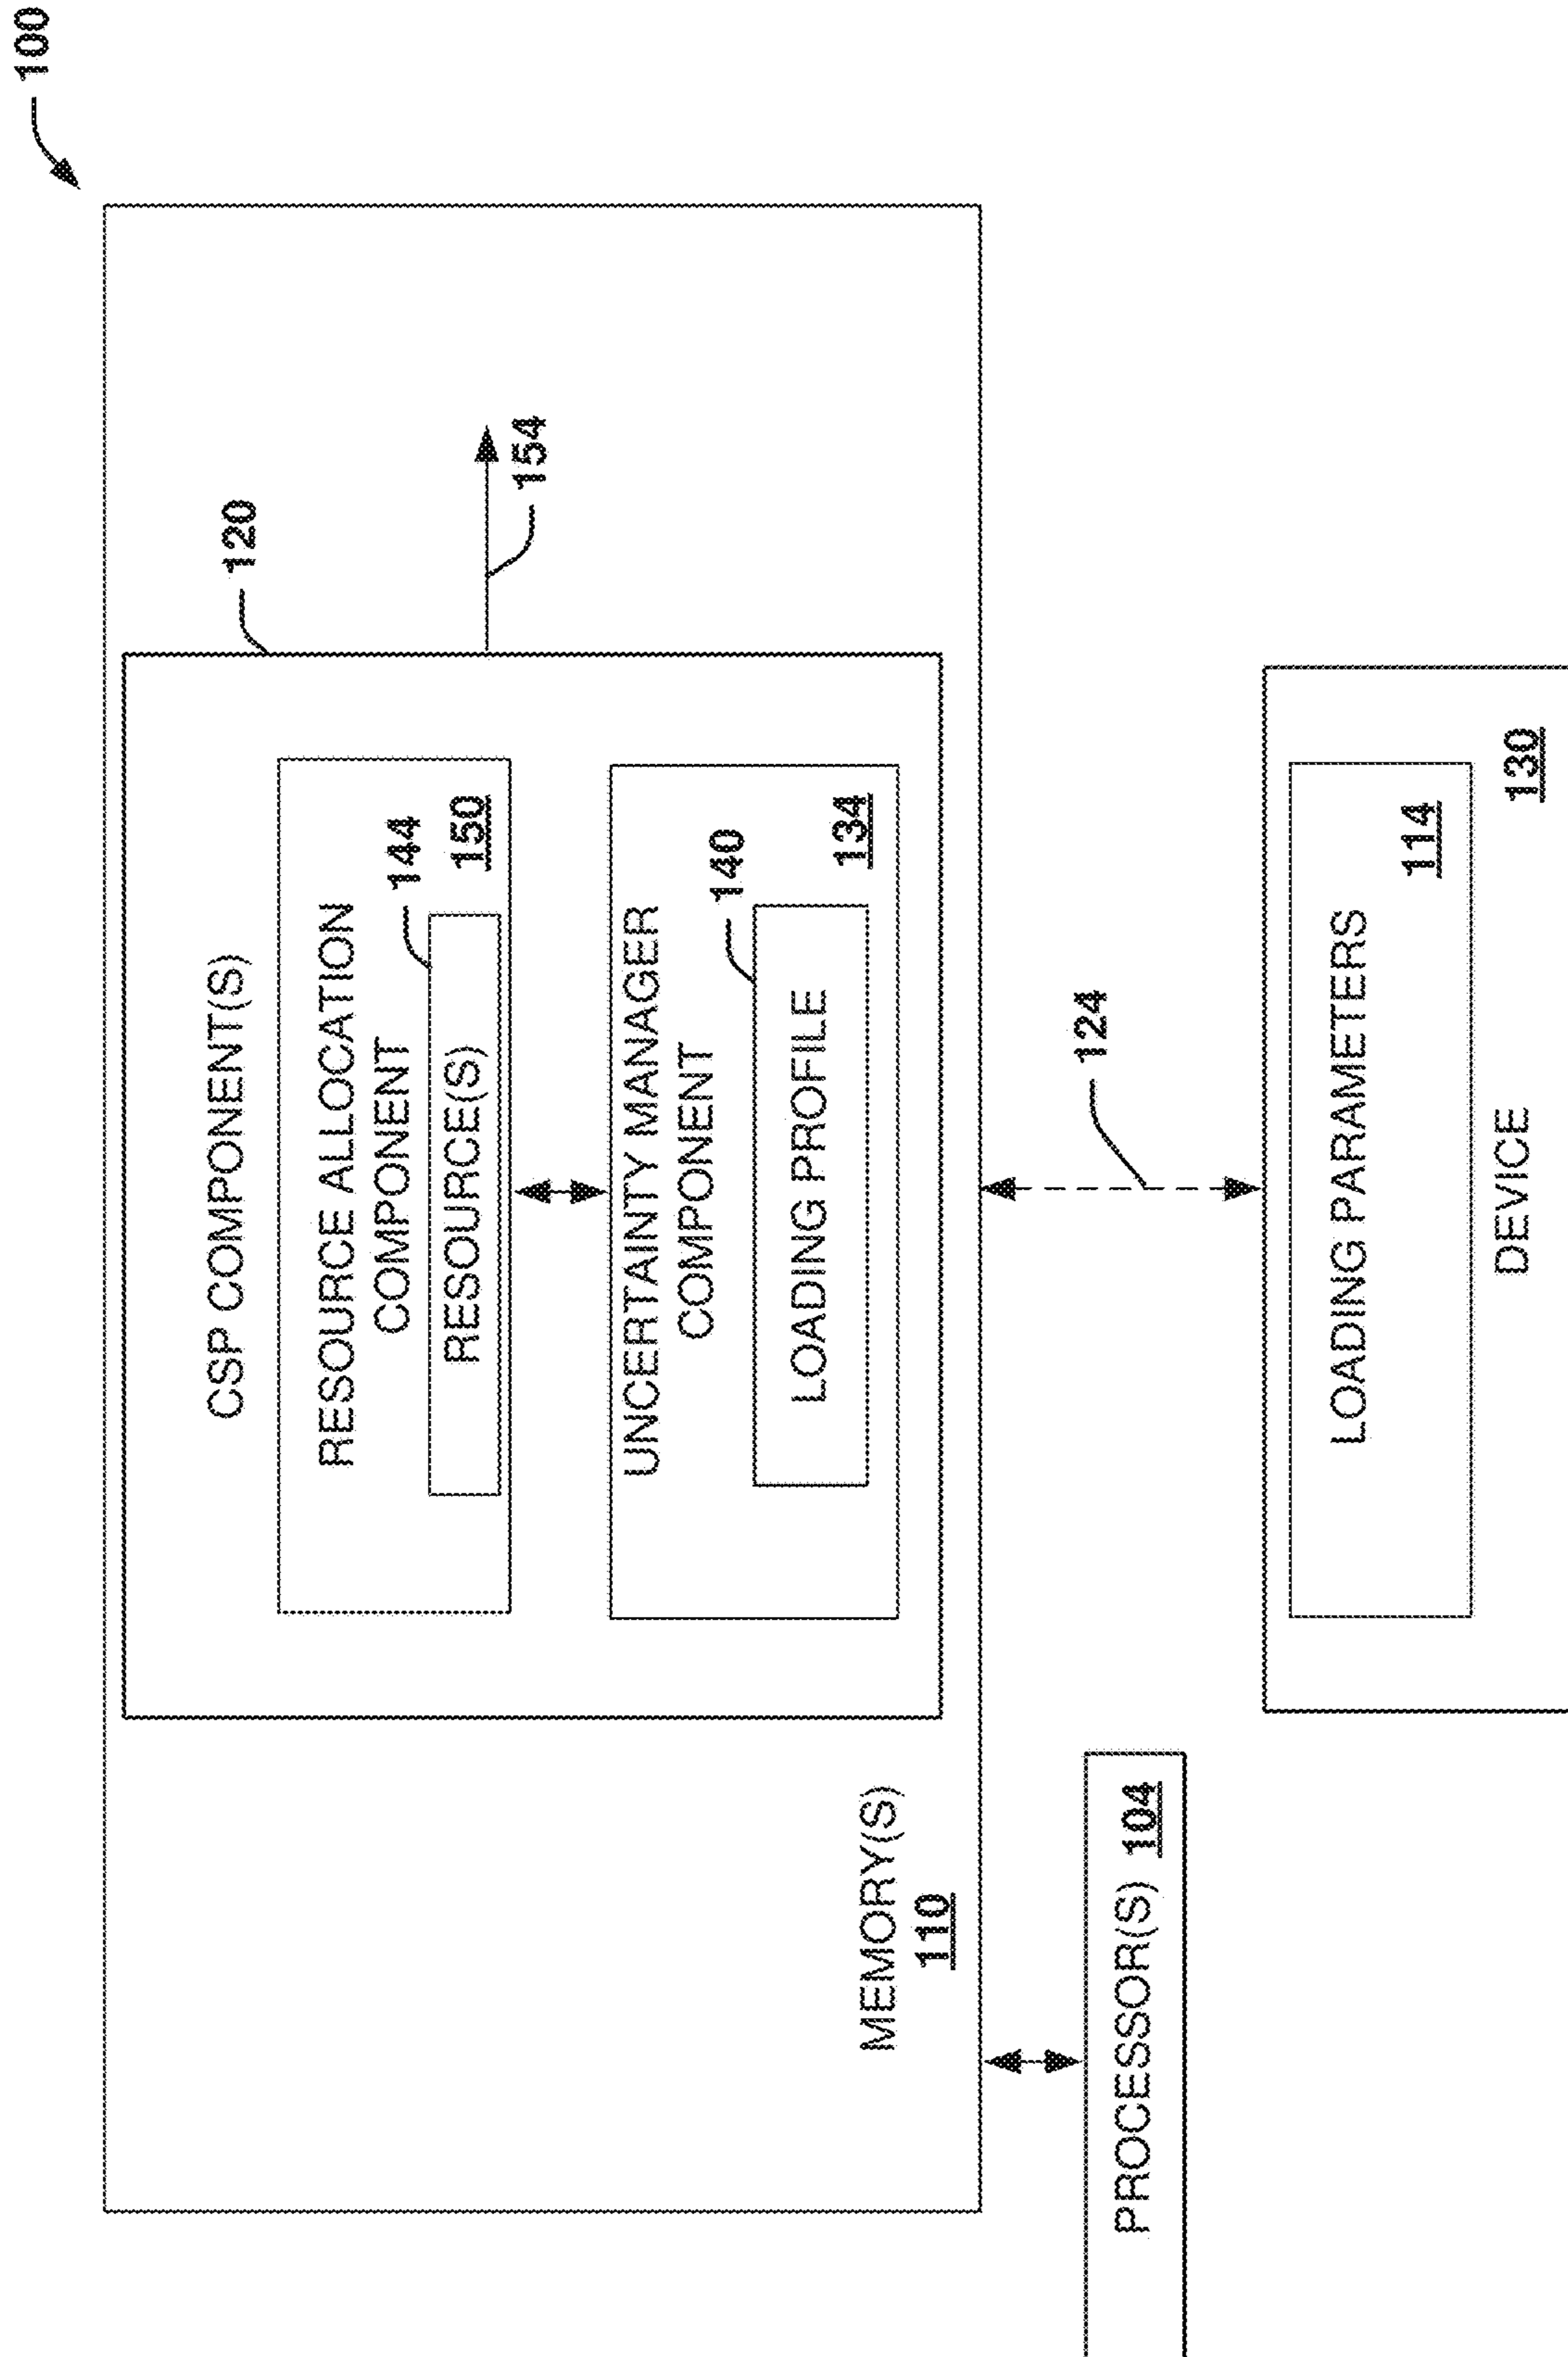 100
120
CSP COMPONENT(S)
RESOURCE ALLOCATION
COMPONENT
144
RESOURCE(S)
150
154
UNCERTAINTY MANAGER
COMPONENT
140
LOADING PROFILE
134
MEMORY(S)
110
124
PROCESSOR(S) 104
LOADING PARAMETERS
114
DEVICE
130